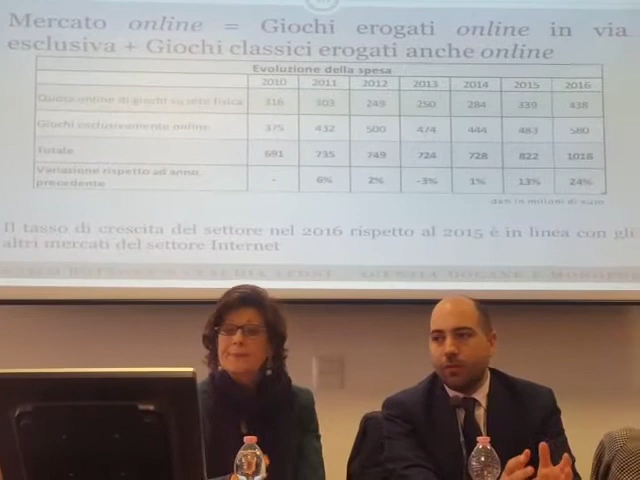 Mercato online = Giochi erogati online in via
esclusiva + Giochi classici erogati anche online
Evoluzione della spesa
2010 2011 2012 2013 2014 2015 2016
Quota online di giochi su rete fisica 316 303 249 250 284 339 438
Giochi esclusivamente online 375 432 500 474 444 483 580
Totale 691 735 749 724 728 822 1018
Variazione rispetto ad anno
precedente - 6% 2% -3% 1% 13% 24%
dati in milioni di euro
Il tasso di crescita del settore nel 2016 rispetto al 2015 è in linea con gli
altri mercati del settore Internet